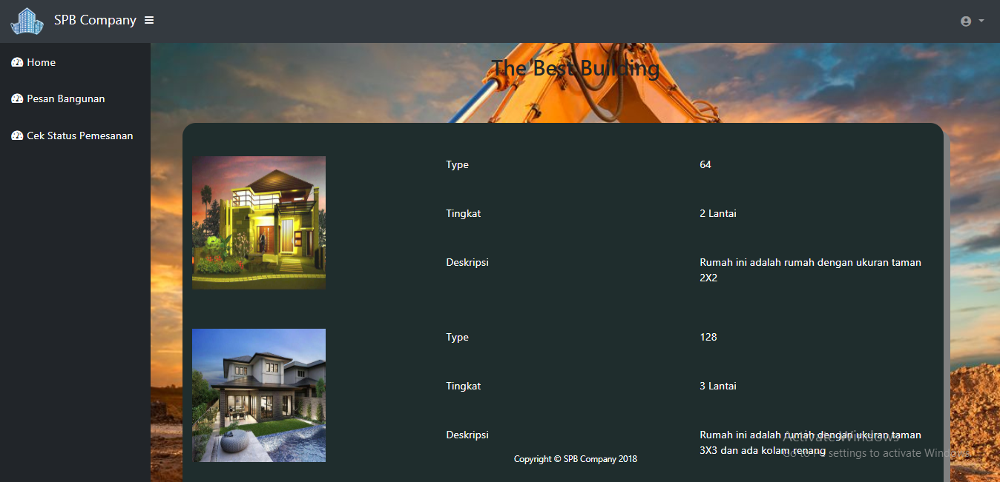 SPB Company
Home
The Best Building
Pesan Bangunan
Cek Status Pemesanan
Type 64
Tingkat 2 Lantai
Deskripsi Rumah ini adalah rumah dengan ukuran taman
2X2
Type 128
Tingkat 3 Lantai
Deskripsi Rumah ini adalah rumah dengan ukuran taman
3X3 dan ada kolam renang
Activate Windows
Go to PC settings to activate Windows.
Copyright © SPB Company 2018